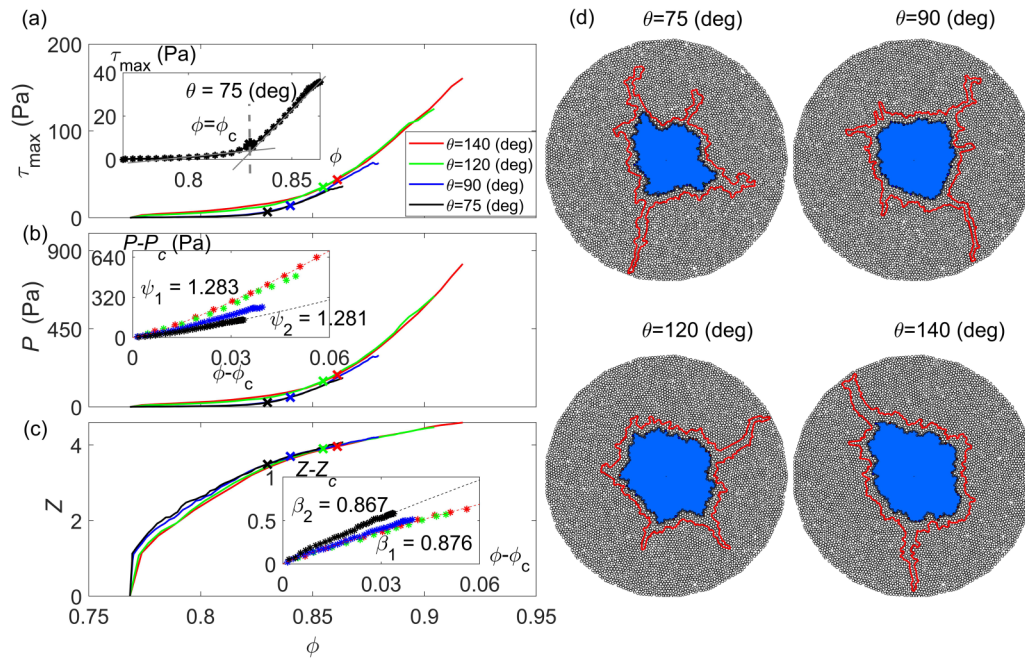 (a)
τmax (Pa)
200
100
0
τmax (Pa)
40
20
0
θ = 75 (deg)
ϕ=ϕc
0.8
0.85
ϕ
θ=140 (deg)
θ=120 (deg)
θ=90 (deg)
θ=75 (deg)
(b)
P (Pa)
900
450
0
P-Pc (Pa)
640
320
0
ψ1 = 1.283
ψ2 = 1.281
0
0.03
0.06
ϕ-ϕc
(c)
Z
4
2
0
Z-Zc
1
0.5
0
β2 = 0.867
β1 = 0.876
ϕ-ϕc
0
0.03
0.06
0.75
0.8
0.85
0.9
0.95
ϕ
(d)
θ=75 (deg)
θ=90 (deg)
θ=120 (deg)
θ=140 (deg)